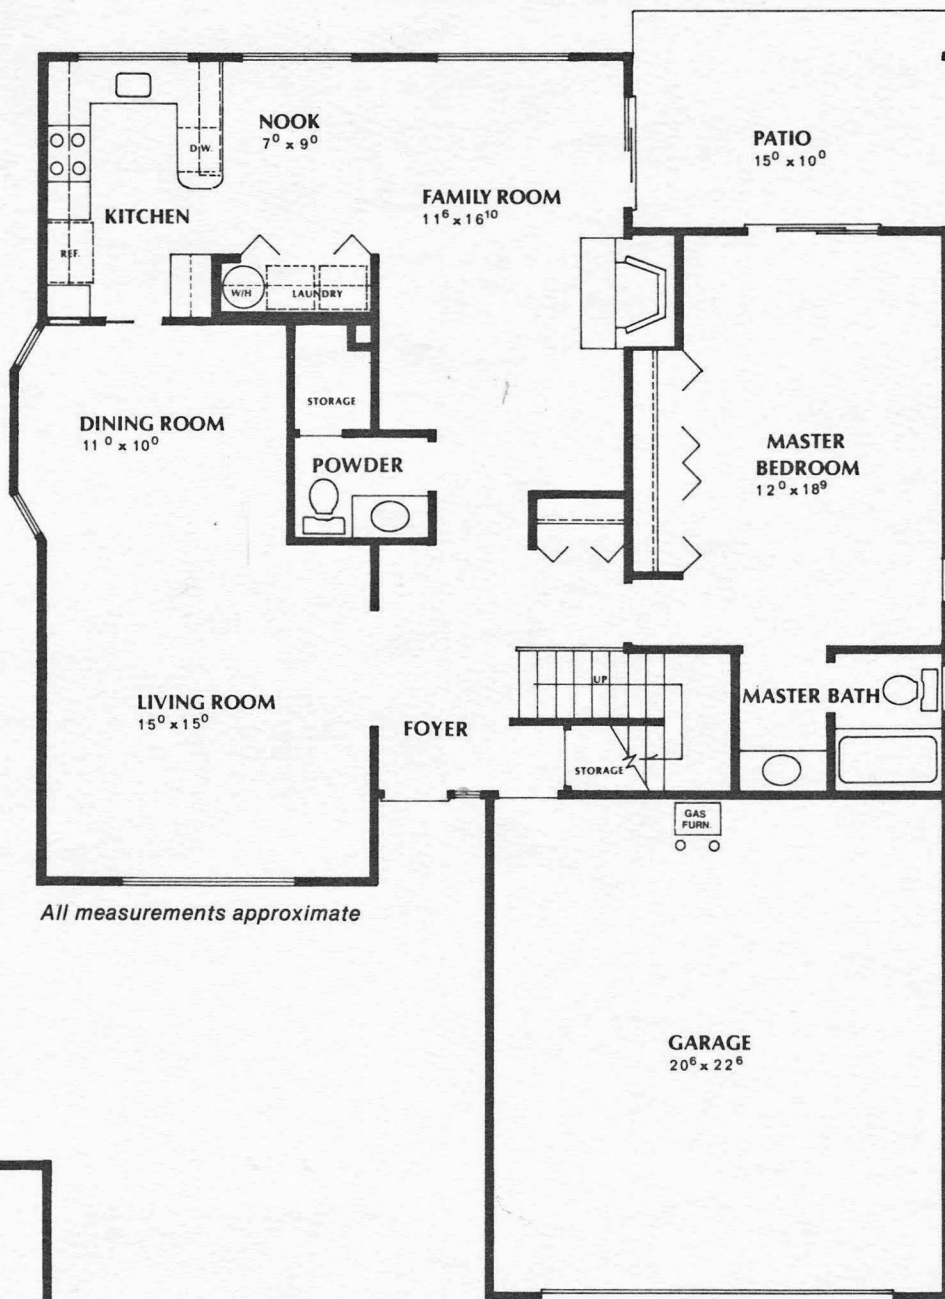 NOOK
7⁰ x 9⁰
PATIO
15⁰ x 10⁰
D.W.
FAMILY ROOM
11⁶ x 16¹⁰
KITCHEN
REF.
W/H
LAUNDRY
STORAGE
DINING ROOM
11⁰ x 10⁰
POWDER
MASTER
BEDROOM
12⁰ x 18⁹
UP
MASTER BATH
LIVING ROOM
15⁰ x 15⁰
FOYER
STORAGE
GAS
FURN.
All measurements approximate
GARAGE
20⁶ x 22⁶